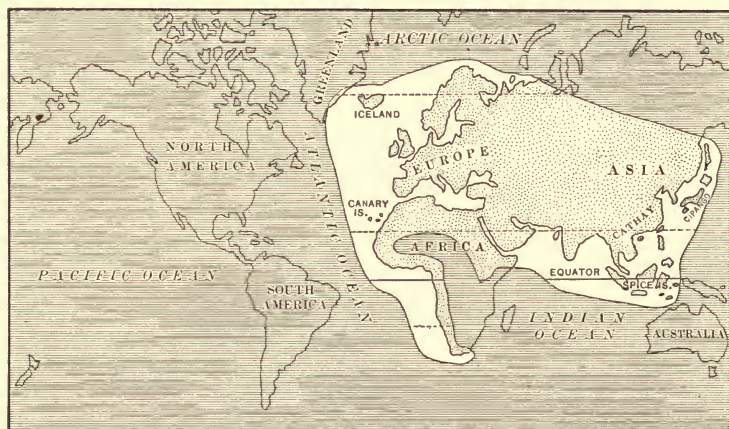 GREENLAND
ARCTIC OCEAN
ICELAND
NORTH
AMERICA
ATLANTIC OCEAN
EUROPE
ASIA
CANARY
IS.
CATHAY
CIPANGO
AFRICA
PACIFIC OCEAN
EQUATOR
SOUTH
AMERICA
SPICE IS.
INDIAN
OCEAN
AUSTRALIA